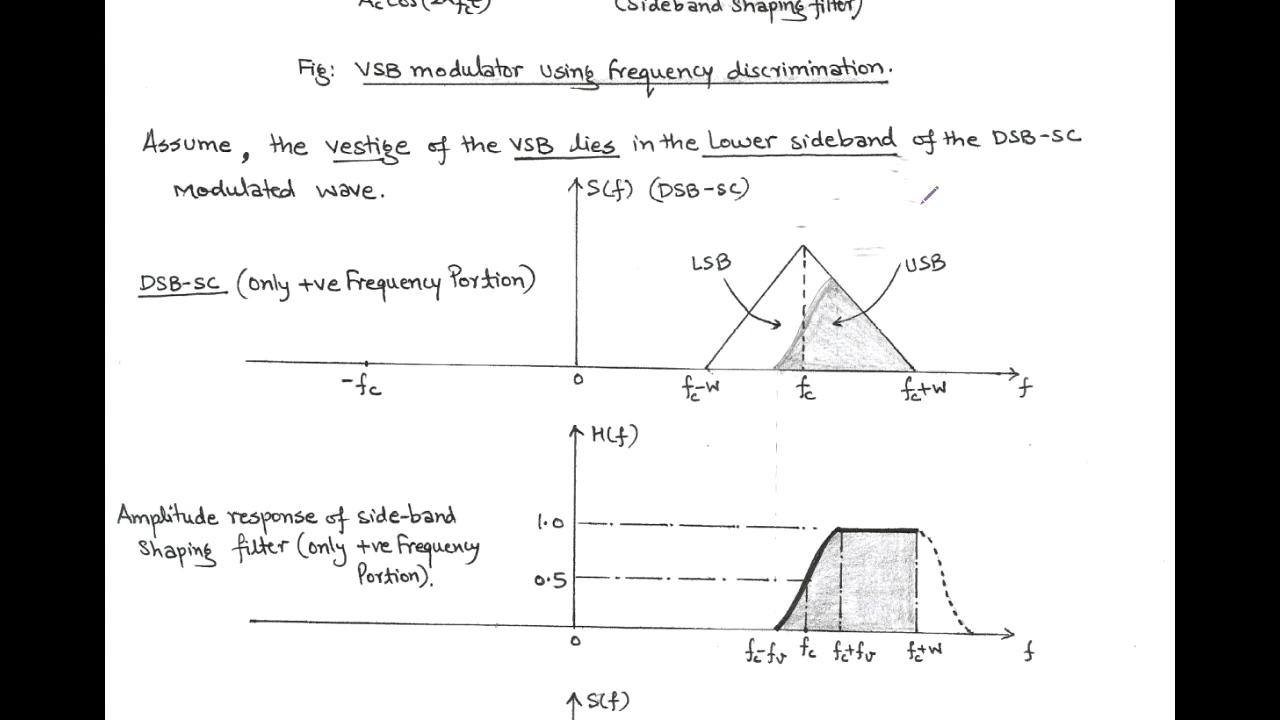 Ac cos(2πfct) (Sideband Shaping filter)
Fig: VSB modulator using frequency discrimination.
Assume, the vestige of the VSB lies in the Lower sideband of the DSB-SC
Modulated wave.
S(f) (DSB-SC)
LSB
USB
DSB-SC (only +ve Frequency Portion)
-fc
0
fc-W
fc
fc+W
f
H(f)
Amplitude response of side-band
Shaping filter (only +ve Frequency
Portion).
1.0
0.5
0
fc-fv
fc
fc+fv
fc+W
f
S(f)